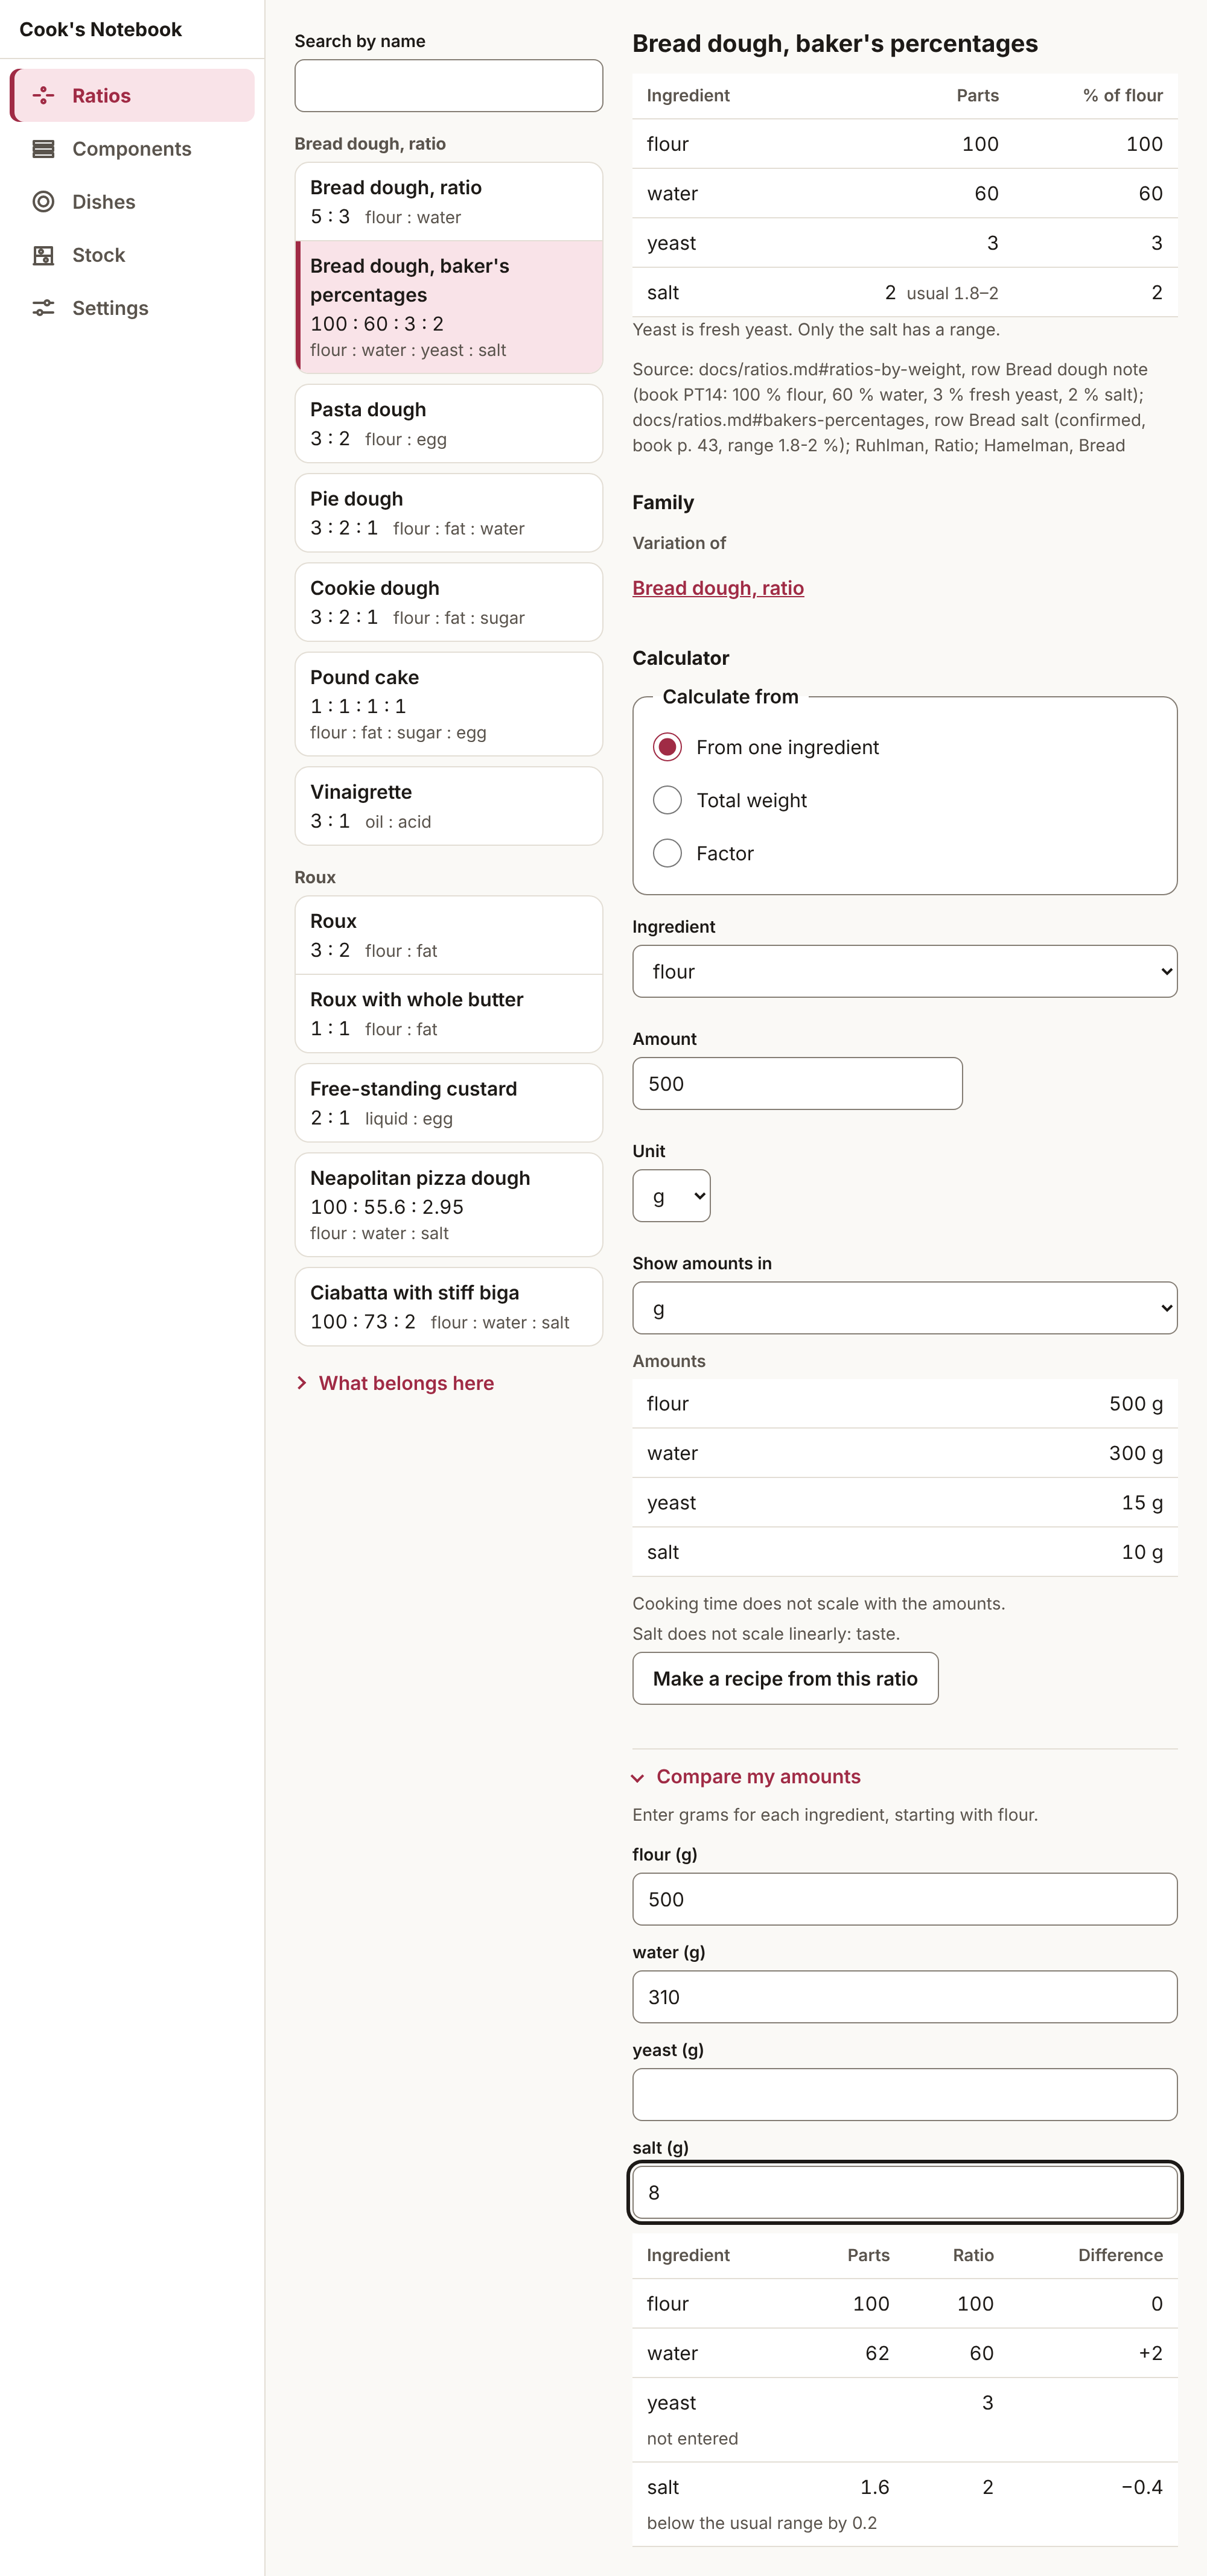 Cook's Notebook
Ratios
Components
Dishes
Stock
Settings
Search by name
Bread dough, ratio
Bread dough, ratio
5 : 3 flour : water
Bread dough, baker's
percentages
100 : 60 : 3 : 2
flour : water : yeast : salt
Pasta dough
3 : 2 flour : egg
Pie dough
3 : 2 : 1 flour : fat : water
Cookie dough
3 : 2 : 1 flour : fat : sugar
Pound cake
1 : 1 : 1 : 1
flour : fat : sugar : egg
Vinaigrette
3 : 1 oil : acid
Roux
Roux
3 : 2 flour : fat
Roux with whole butter
1 : 1 flour : fat
Free-standing custard
2 : 1 liquid : egg
Neapolitan pizza dough
100 : 55.6 : 2.95
flour : water : salt
Ciabatta with stiff biga
100 : 73 : 2 flour : water : salt
What belongs here
Bread dough, baker's percentages
Ingredient Parts % of flour
flour 100 100
water 60 60
yeast 3 3
salt 2 usual 1.8–2 2
Yeast is fresh yeast. Only the salt has a range.
Source: docs/ratios.md#ratios-by-weight, row Bread dough note
(book PT14: 100 % flour, 60 % water, 3 % fresh yeast, 2 % salt);
docs/ratios.md#bakers-percentages, row Bread salt (confirmed,
book p. 43, range 1.8-2 %); Ruhlman, Ratio; Hamelman, Bread
Family
Variation of
Bread dough, ratio
Calculator
Calculate from
From one ingredient
Total weight
Factor
Ingredient
flour
Amount
500
Unit
g
Show amounts in
g
Amounts
flour 500 g
water 300 g
yeast 15 g
salt 10 g
Cooking time does not scale with the amounts.
Salt does not scale linearly: taste.
Make a recipe from this ratio
Compare my amounts
Enter grams for each ingredient, starting with flour.
flour (g)
500
water (g)
310
yeast (g)
salt (g)
8
Ingredient Parts Ratio Difference
flour 100 100 0
water 62 60 +2
yeast 3
not entered
salt 1.6 2 −0.4
below the usual range by 0.2